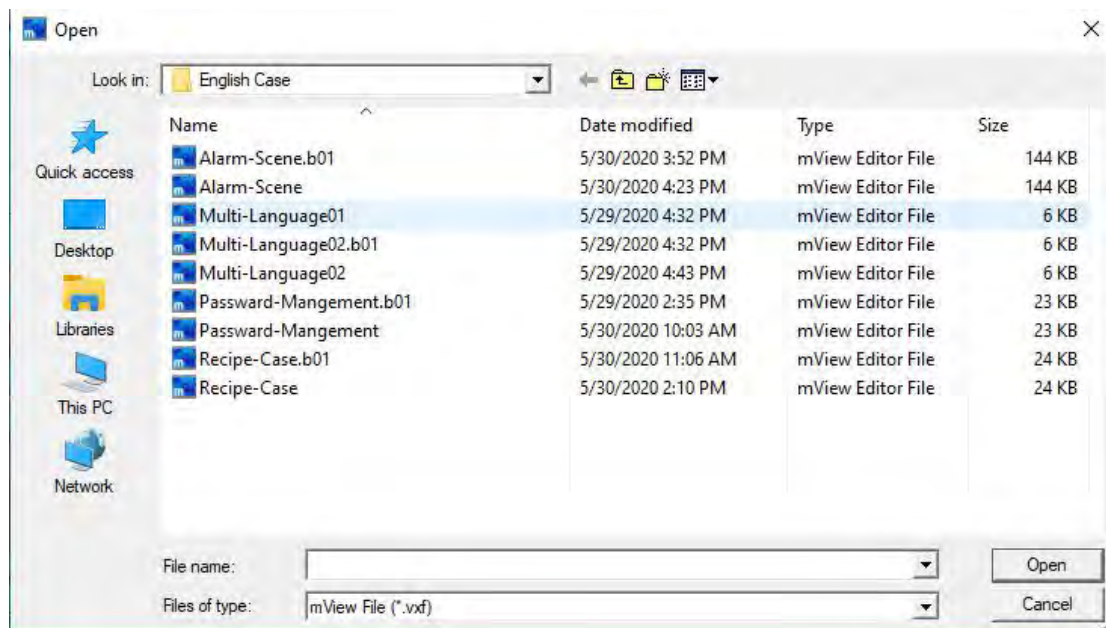 Open
Look in: English Case
Name Date modified Type Size
Alarm-Scene.b01 5/30/2020 3:52 PM mView Editor File 144 KB
Alarm-Scene 5/30/2020 4:23 PM mView Editor File 144 KB
Multi-Language01 5/29/2020 4:32 PM mView Editor File 6 KB
Multi-Language02.b01 5/29/2020 4:32 PM mView Editor File 6 KB
Multi-Language02 5/29/2020 4:43 PM mView Editor File 6 KB
Passward-Mangement.b01 5/29/2020 2:35 PM mView Editor File 23 KB
Passward-Mangement 5/30/2020 10:03 AM mView Editor File 23 KB
Recipe-Case.b01 5/30/2020 11:06 AM mView Editor File 24 KB
Recipe-Case 5/30/2020 2:10 PM mView Editor File 24 KB
Quick access
Desktop
Libraries
This PC
Network
File name: Open
Files of type: mView File (*.vxf) Cancel